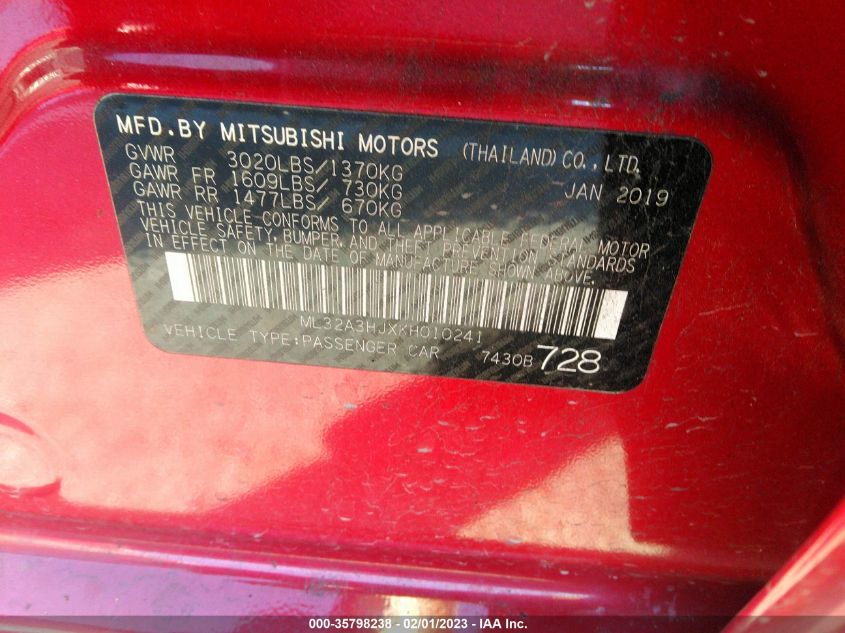 MFD.BY MITSUBISHI MOTORS (THAILAND) CO., LTD.
GVWR 3020LBS/1370KG JAN 2019
GAWR FR 1609LBS/ 730KG
GAWR RR 1477LBS/ 670KG
THIS VEHICLE CONFORMS TO ALL APPLICABLE FEDERAL MOTOR
VEHICLE SAFETY, BUMPER, AND THEFT PREVENTION STANDARDS
IN EFFECT ON THE DATE OF MANUFACTURE SHOWN ABOVE.
ML32A3HJXKH010241
VEHICLE TYPE:PASSENGER CAR 7430B 728
000-35798238 - 02/01/2023 - IAA Inc.